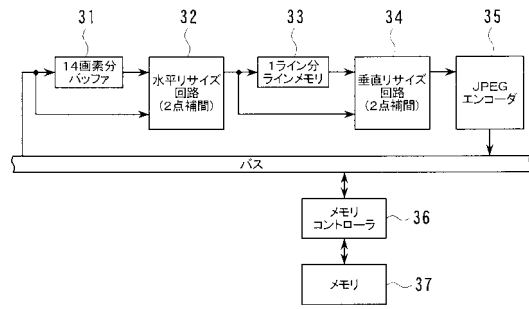 31
32
33
34
35
14画素分
バッファ
水平リサイズ
回路
(2点補間)
1ライン分
ラインメモリ
垂直リサイズ
回路
(2点補間)
JPEG
エンコーダ
バス
メモリ
コントローラ
36
メモリ
37